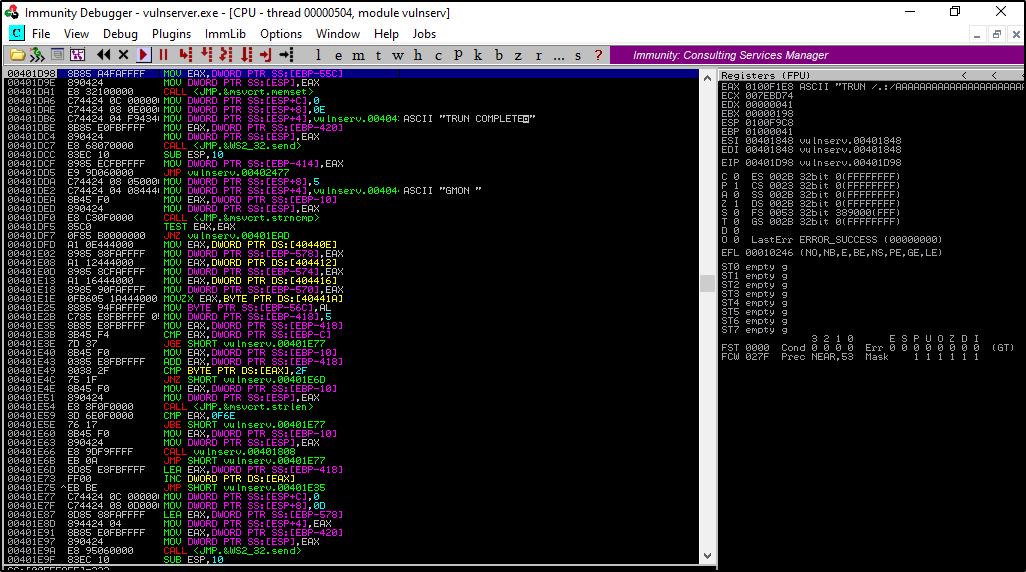 Immunity Debugger - vulnserver.exe - [CPU - thread 00000504, module vulnserv]
C File View Debug Plugins ImmLib Options Window Help Jobs
l e m t w h c p k b z r ... s ?
Immunity: Consulting Services Manager
00401D98 8B85 A4FAFFFF MOV EAX,DWORD PTR SS:[EBP-55C]
00401D9E 890424 MOV DWORD PTR SS:[ESP],EAX
00401DA1 E8 32100000 CALL <JMP.&msvcrt.memset>
00401DA6 C74424 0C 00000 MOV DWORD PTR SS:[ESP+C],0
00401DAE C74424 08 0E000 MOV DWORD PTR SS:[ESP+8],0E
00401DB6 C74424 04 F9434 MOV DWORD PTR SS:[ESP+4],vulnserv.00404 ASCII "TRUN COMPLETE"
00401DBE 8B85 E0FBFFFF MOV EAX,DWORD PTR SS:[EBP-420]
00401DC4 890424 MOV DWORD PTR SS:[ESP],EAX
00401DC7 E8 68070000 CALL <JMP.&WS2_32.send>
00401DCC 83EC 10 SUB ESP,10
00401DCF 8985 ECFBFFFF MOV DWORD PTR SS:[EBP-414],EAX
00401DD5 E9 9D060000 JMP vulnserv.00402477
00401DDA C74424 08 05000 MOV DWORD PTR SS:[ESP+8],5
00401DE2 C74424 04 08444 MOV DWORD PTR SS:[ESP+4],vulnserv.00404 ASCII "GMON "
00401DEA 8B45 F0 MOV EAX,DWORD PTR SS:[EBP-10]
00401DED 890424 MOV DWORD PTR SS:[ESP],EAX
00401DF0 E8 C30F0000 CALL <JMP.&msvcrt.strncmp>
00401DF5 85C0 TEST EAX,EAX
00401DF7 0F85 B0000000 JNZ vulnserv.00401EAD
00401DFD A1 0E444000 MOV EAX,DWORD PTR DS:[40440E]
00401E02 8985 88FAFFFF MOV DWORD PTR SS:[EBP-578],EAX
00401E08 A1 12444000 MOV EAX,DWORD PTR DS:[404412]
00401E0D 8985 8CFAFFFF MOV DWORD PTR SS:[EBP-574],EAX
00401E13 A1 16444000 MOV EAX,DWORD PTR DS:[404416]
00401E18 8985 90FAFFFF MOV DWORD PTR SS:[EBP-570],EAX
00401E1E 0FB605 1A444000 MOVZX EAX,BYTE PTR DS:[40441A]
00401E25 8885 94FAFFFF MOV BYTE PTR SS:[EBP-56C],AL
00401E2B C785 E8FBFFFF 0 MOV DWORD PTR SS:[EBP-418],5
00401E35 8B85 E8FBFFFF MOV EAX,DWORD PTR SS:[EBP-418]
00401E3B 3B45 F4 CMP EAX,DWORD PTR SS:[EBP-C]
00401E3E 7D 37 JGE SHORT vulnserv.00401E77
00401E40 8B45 F0 MOV EAX,DWORD PTR SS:[EBP-10]
00401E43 0385 E8FBFFFF ADD EAX,DWORD PTR SS:[EBP-418]
00401E49 8038 2F CMP BYTE PTR DS:[EAX],2F
00401E4C 75 1F JNZ SHORT vulnserv.00401E6D
00401E4E 8B45 F0 MOV EAX,DWORD PTR SS:[EBP-10]
00401E51 890424 MOV DWORD PTR SS:[ESP],EAX
00401E54 E8 8F0F0000 CALL <JMP.&msvcrt.strlen>
00401E59 3D 6E0F0000 CMP EAX,0F6E
00401E5E 76 17 JBE SHORT vulnserv.00401E77
00401E60 8B45 F0 MOV EAX,DWORD PTR SS:[EBP-10]
00401E63 890424 MOV DWORD PTR SS:[ESP],EAX
00401E66 E8 9DF9FFFF CALL vulnserv.00401808
00401E6B EB 0A JMP SHORT vulnserv.00401E77
00401E6D 8D85 E8FBFFFF LEA EAX,DWORD PTR SS:[EBP-418]
00401E73 FF00 INC DWORD PTR DS:[EAX]
00401E75 ^EB BE JMP SHORT vulnserv.00401E35
00401E77 C74424 0C 00000 MOV DWORD PTR SS:[ESP+C],0
00401E7F C74424 08 0D000 MOV DWORD PTR SS:[ESP+8],0D
00401E87 8D85 88FAFFFF LEA EAX,DWORD PTR SS:[EBP-578]
00401E8D 894424 04 MOV DWORD PTR SS:[ESP+4],EAX
00401E91 8B85 E0FBFFFF MOV EAX,DWORD PTR SS:[EBP-420]
00401E97 890424 MOV DWORD PTR SS:[ESP],EAX
00401E9A E8 95060000 CALL <JMP.&WS2_32.send>
00401E9F 83EC 10 SUB ESP,10
Registers (FPU) < <
EAX 0100F1E8 ASCII "TRUN /.:/AAAAAAAAAAAAAAAAAAAAAA
ECX 007EBD74
EDX 00000041
EBX 00000198
ESP 0100F9C8
EBP 01000041
ESI 00401848 vulnserv.00401848
EDI 00401848 vulnserv.00401848
EIP 00401D98 vulnserv.00401D98
C 0 ES 002B 32bit 0(FFFFFFFF)
P 1 CS 0023 32bit 0(FFFFFFFF)
A 0 SS 002B 32bit 0(FFFFFFFF)
Z 1 DS 002B 32bit 0(FFFFFFFF)
S 0 FS 0053 32bit 389000(FFF)
T 0 GS 002B 32bit 0(FFFFFFFF)
D 0
O 0 LastErr ERROR_SUCCESS (00000000)
EFL 00010246 (NO,NB,E,BE,NS,PE,GE,LE)
ST0 empty g
ST1 empty g
ST2 empty g
ST3 empty g
ST4 empty g
ST5 empty g
ST6 empty g
ST7 empty g
3 2 1 0 E S P U O Z D I
FST 0000 Cond 0 0 0 0 Err 0 0 0 0 0 0 0 0 (GT)
FCW 027F Prec NEAR,53 Mask 1 1 1 1 1 1